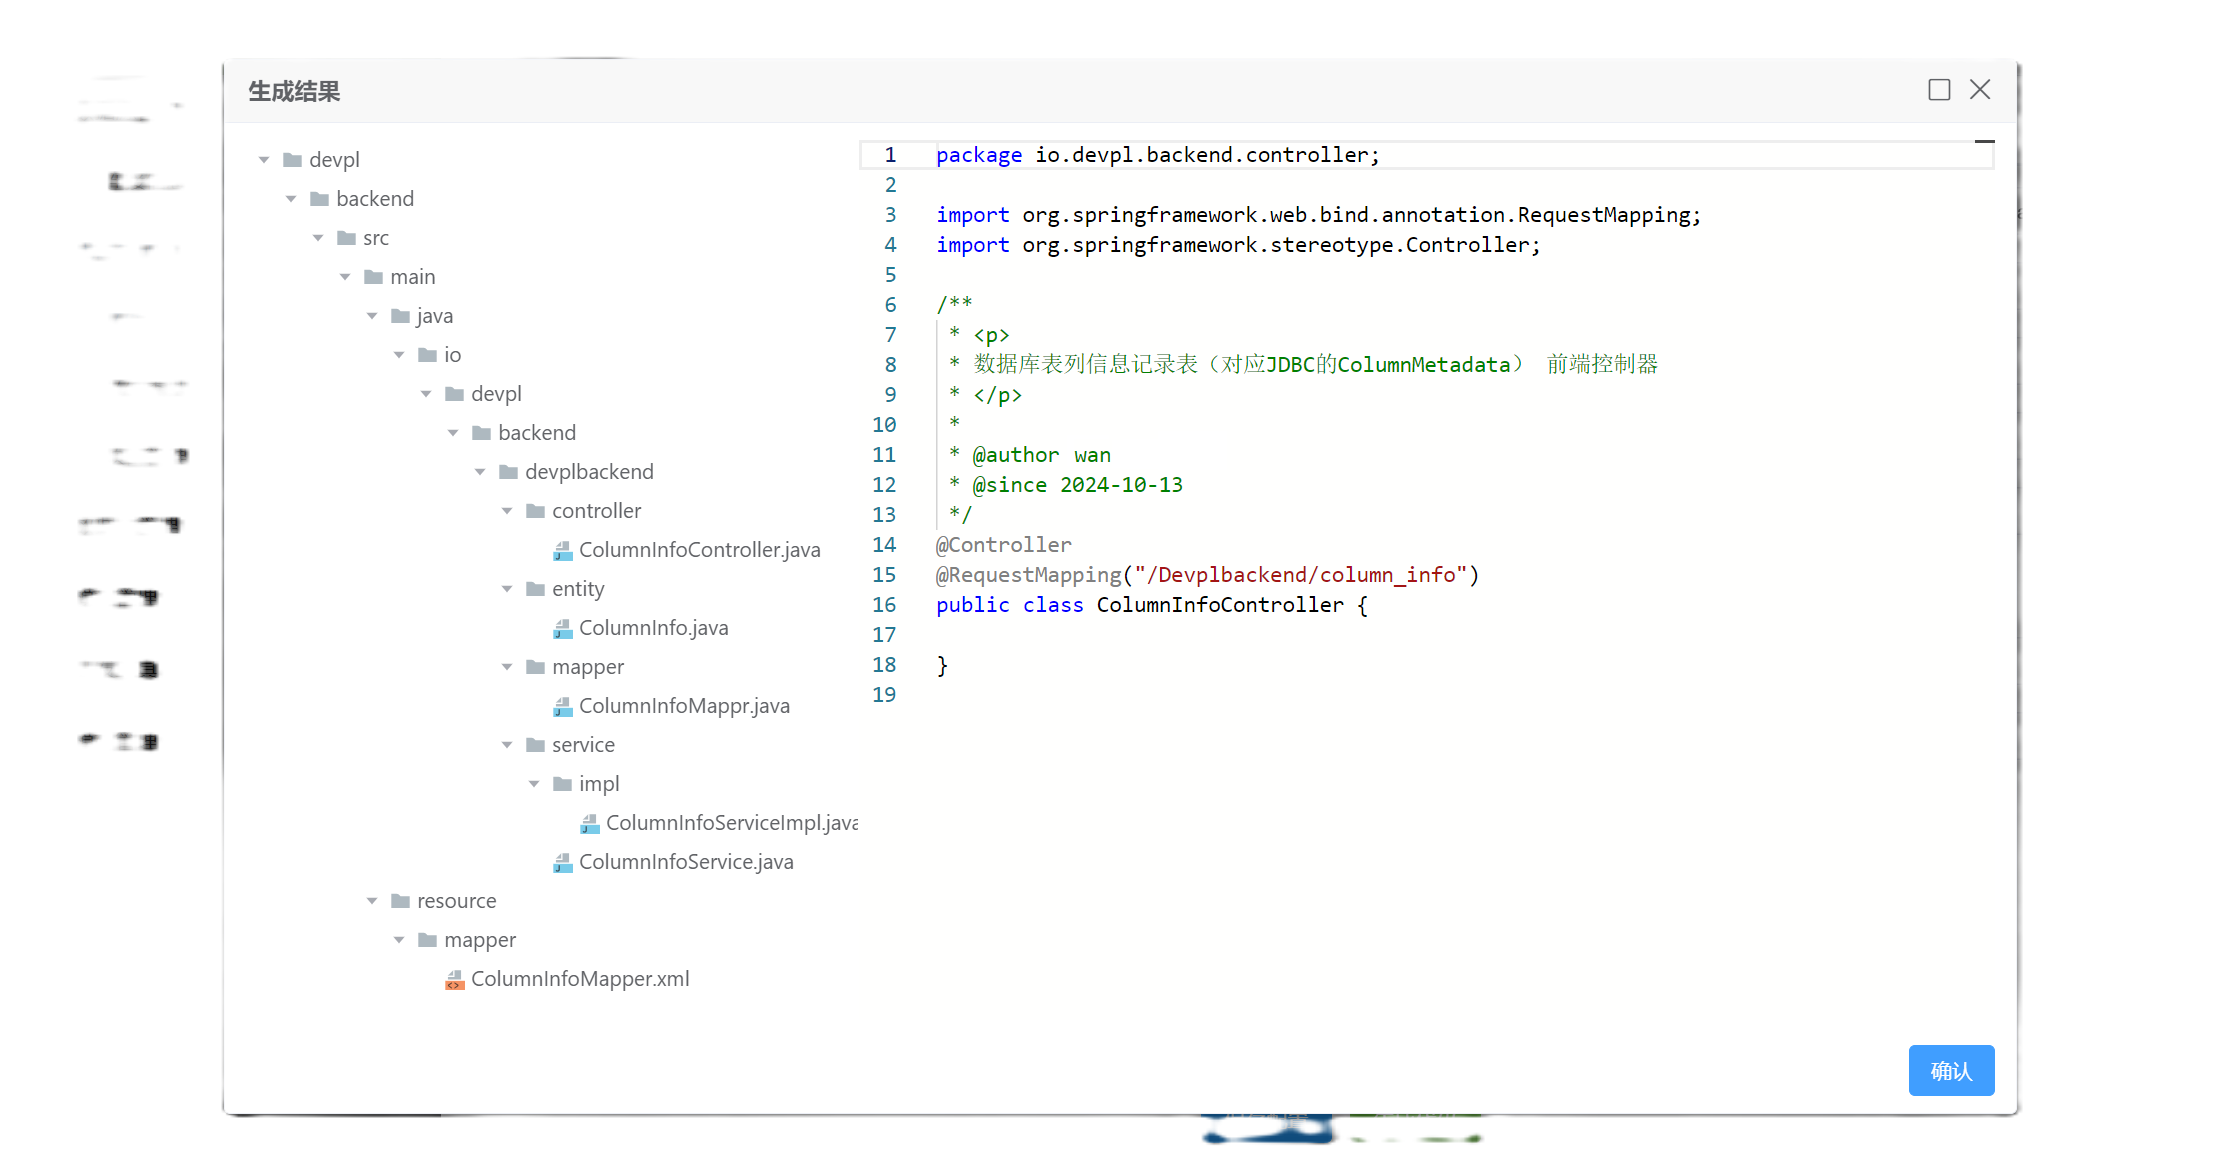 生成结果
devpl
backend
src
main
java
io
devpl
backend
devplbackend
controller
ColumnInfoController.java
entity
ColumnInfo.java
mapper
ColumnInfoMappr.java
service
impl
ColumnInfoServiceImpl.java
ColumnInfoService.java
resource
mapper
ColumnInfoMapper.xml
1 package io.devpl.backend.controller;
2
3 import org.springframework.web.bind.annotation.RequestMapping;
4 import org.springframework.stereotype.Controller;
5
6 /**
7 * <p>
8 * 数据库表列信息记录表（对应JDBC的ColumnMetadata） 前端控制器
9 * </p>
10 *
11 * @author wan
12 * @since 2024-10-13
13 */
14 @Controller
15 @RequestMapping("/Devplbackend/column_info")
16 public class ColumnInfoController {
17
18 }
19
确认